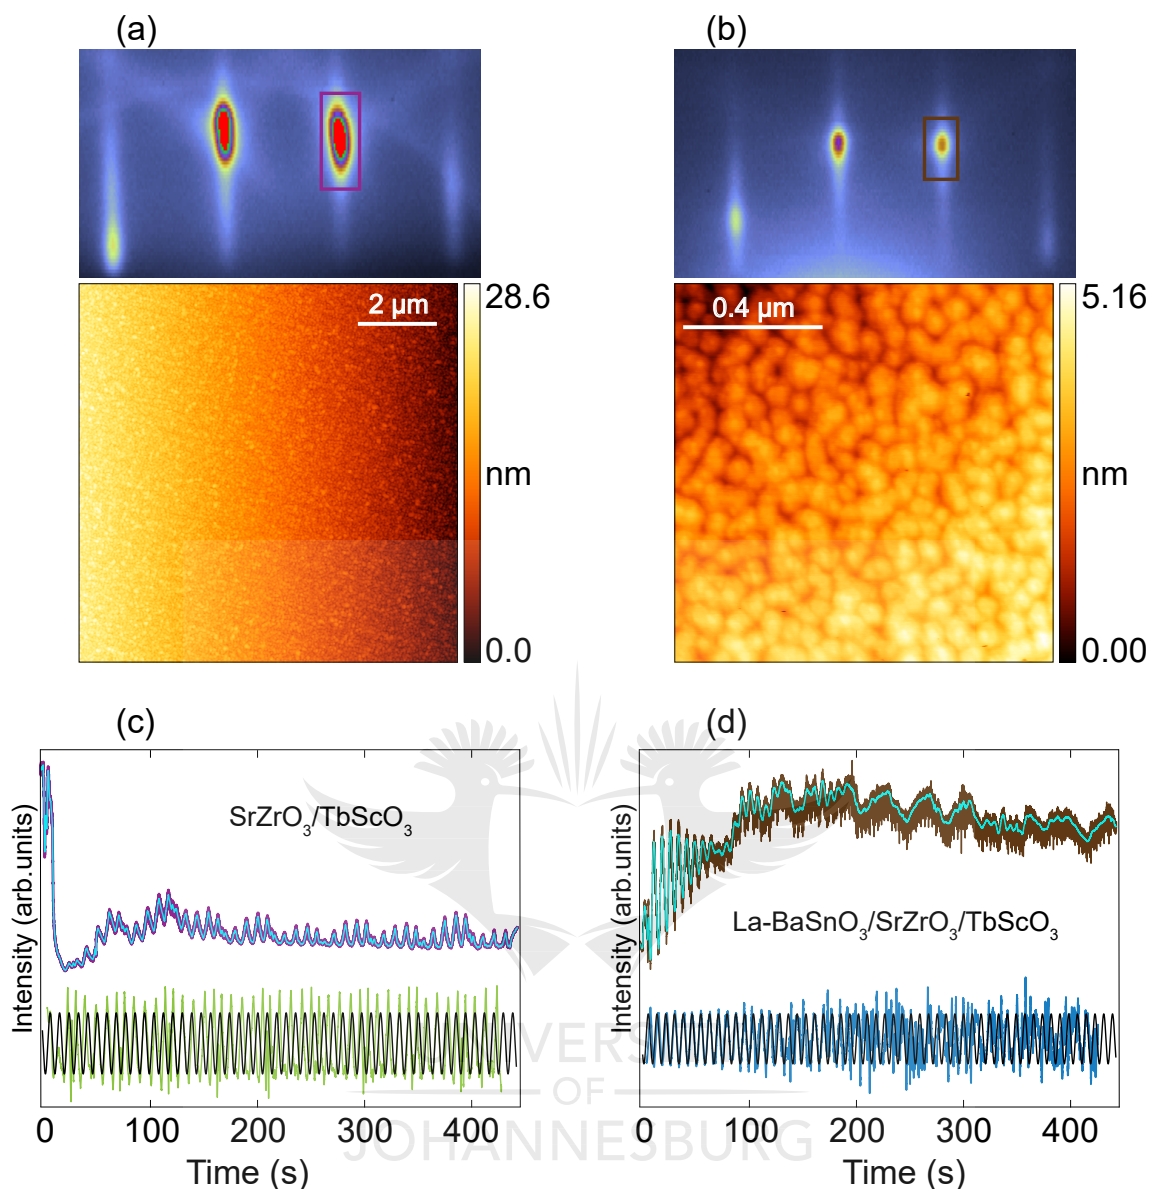 (a)
(b)
2 µm
28.6
nm
0.0
0.4 µm
5.16
nm
0.00
(c)
(d)
Intensity (arb.units)
SrZrO₃/TbScO₃
0 100 200 300 400
Time (s)
Intensity (arb.units)
La-BaSnO₃/SrZrO₃/TbScO₃
0 100 200 300 400
Time (s)
OF
JOHANNESBURG